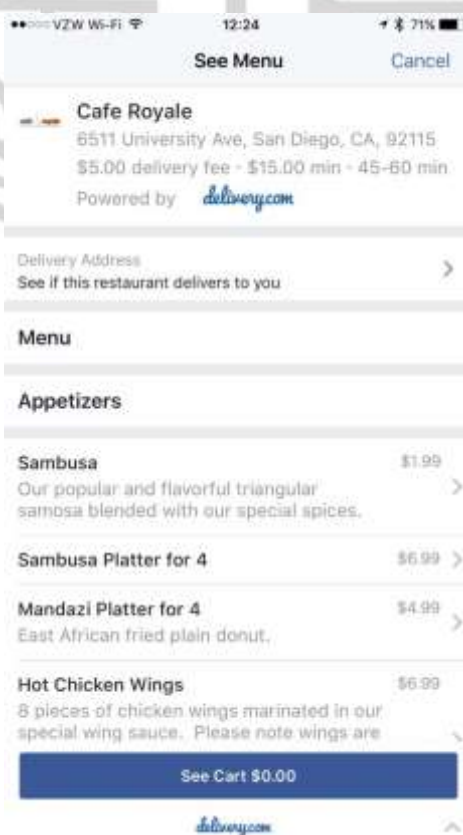 VZW Wi-Fi 12:24 71%
See Menu Cancel
Cafe Royale
6511 University Ave, San Diego, CA, 92115
$5.00 delivery fee - $15.00 min - 45-60 min
Powered by delivery.com
Delivery Address
See if this restaurant delivers to you
Menu
Appetizers
Sambusa $1.99
Our popular and flavorful triangular
samosa blended with our special spices.
Sambusa Platter for 4 $6.99
Mandazi Platter for 4 $4.99
East African fried plain donut.
Hot Chicken Wings $6.99
8 pieces of chicken wings marinated in our
special wing sauce. Please note wings are
See Cart $0.00
delivery.com